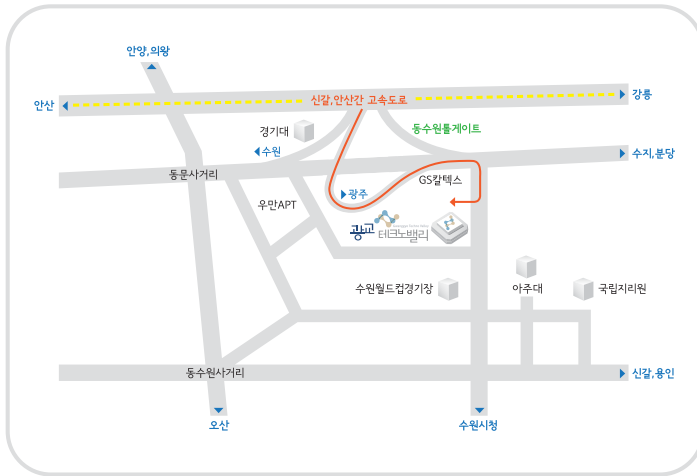 안양,의왕
안산
신갈,안산간 고속도로
강릉
경기대
동수원톨게이트
수원
수지,분당
동문사거리
GS칼텍스
광주
우만APT
광교
테크노밸리
수원월드컵경기장
아주대
국립지리원
동수원사거리
신갈,용인
오산
수원시청